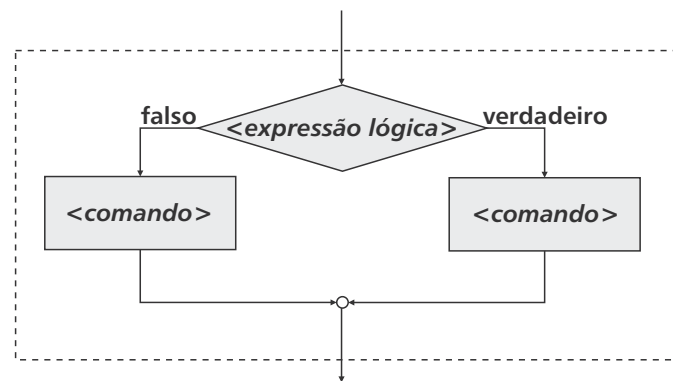 falso
<expressão lógica>
verdadeiro
<comando>
<comando>